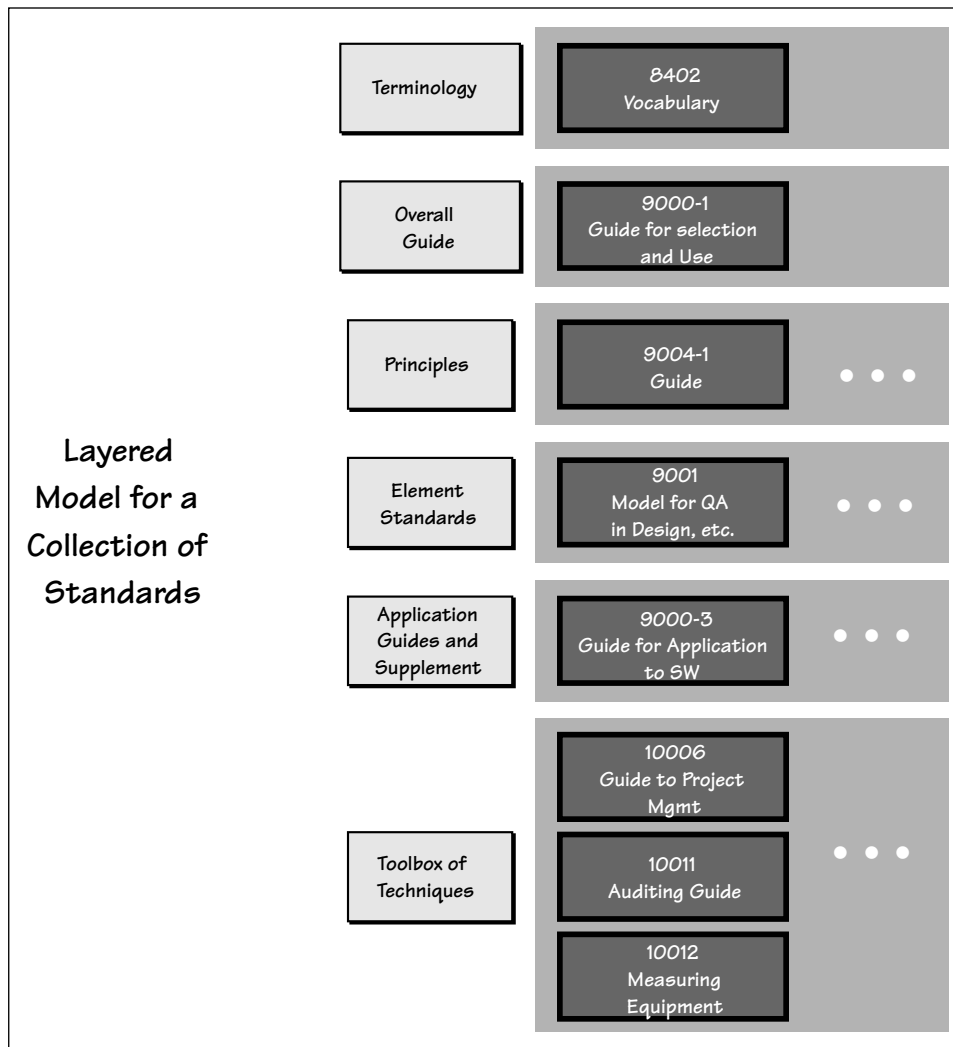 Layered
Model for a
Collection of
Standards
Terminology
8402
Vocabulary
Overall
Guide
9000-1
Guide for selection
and Use
Principles
9004-1
Guide
Element
Standards
9001
Model for QA
in Design, etc.
Application
Guides and
Supplement
9000-3
Guide for Application
to SW
Toolbox of
Techniques
10006
Guide to Project
Mgmt
10011
Auditing Guide
10012
Measuring
Equipment